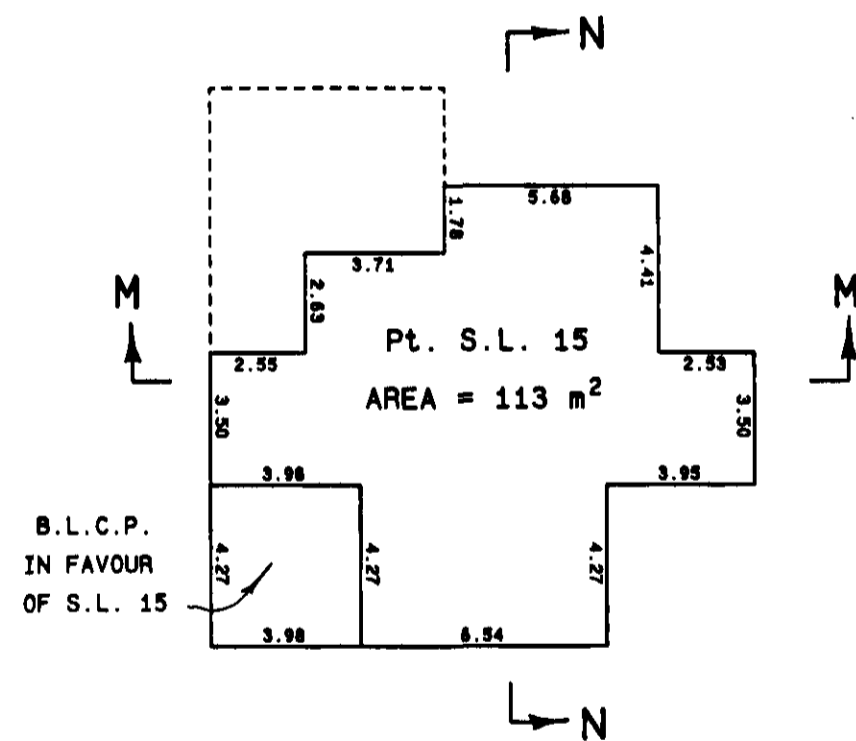 N
5.68
1.78
4.41
3.71
M
2.63
M
Pt. S.L. 15
2.55
2.53
AREA = 113 m²
3.50
3.50
3.96
3.95
B.L.C.P.
IN FAVOUR
OF S.L. 15
4.27
4.27
4.27
3.98
6.54
N